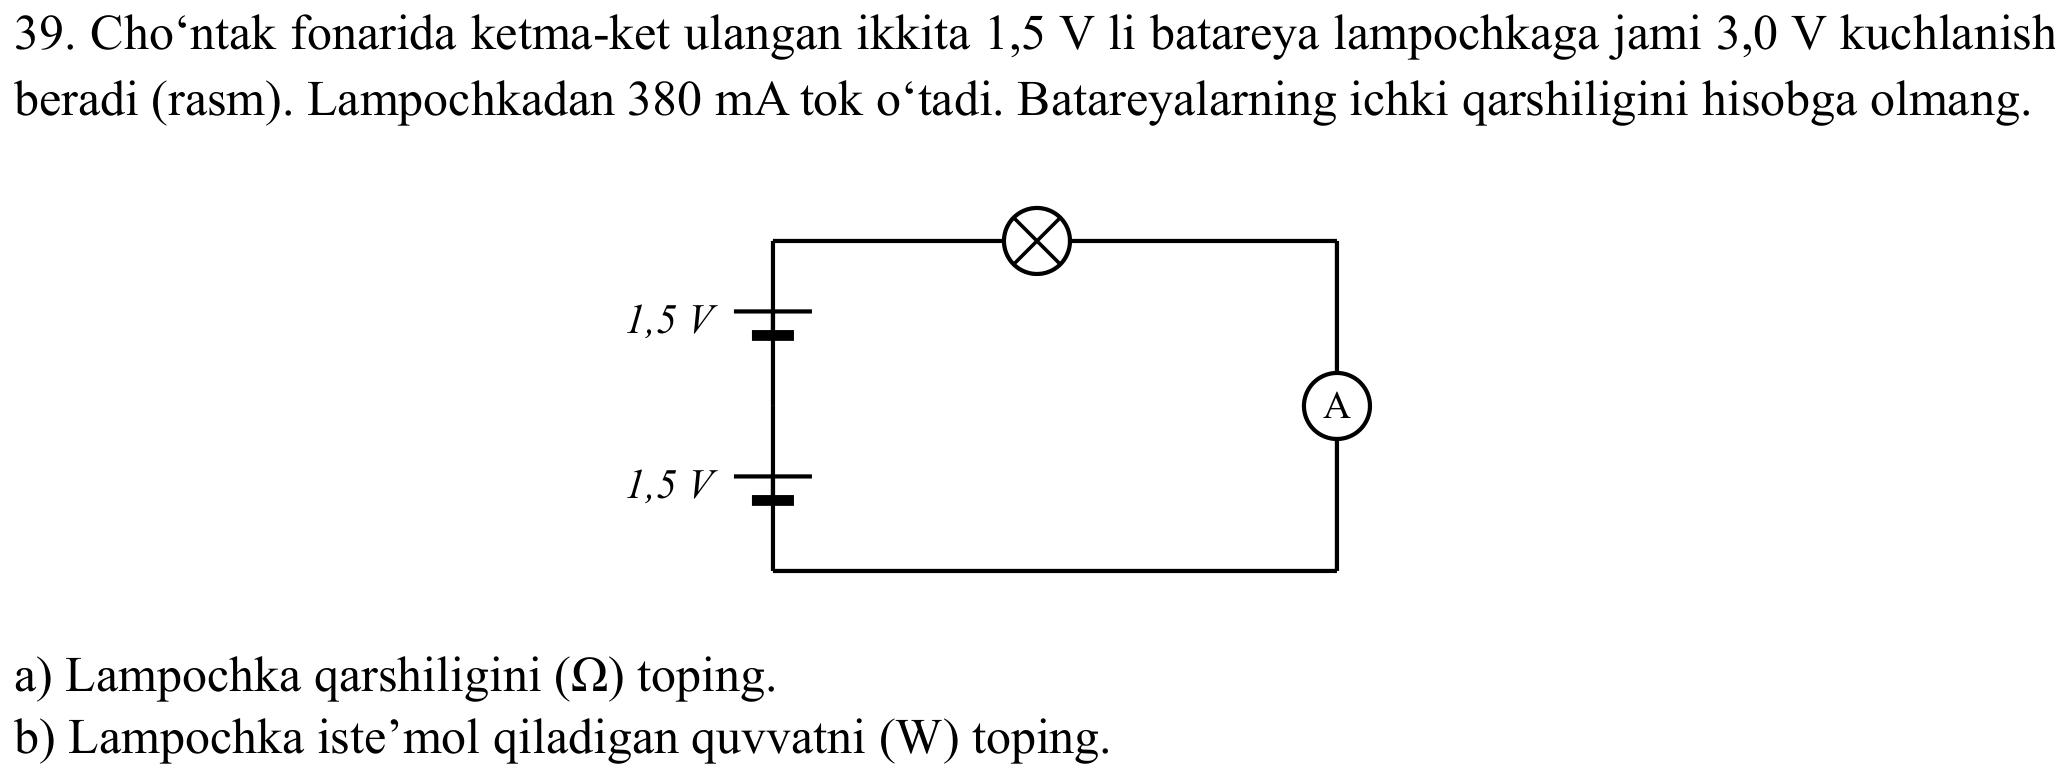 39. Cho‘ntak fonarida ketma-ket ulangan ikkita 1,5 V li batareya lampochkaga jami 3,0 V kuchlanish
beradi (rasm). Lampochkadan 380 mA tok o‘tadi. Batareyalarning ichki qarshiligini hisobga olmang.
1,5 V
A
1,5 V
a) Lampochka qarshiligini (Ω) toping.
b) Lampochka iste’mol qiladigan quvvatni (W) toping.